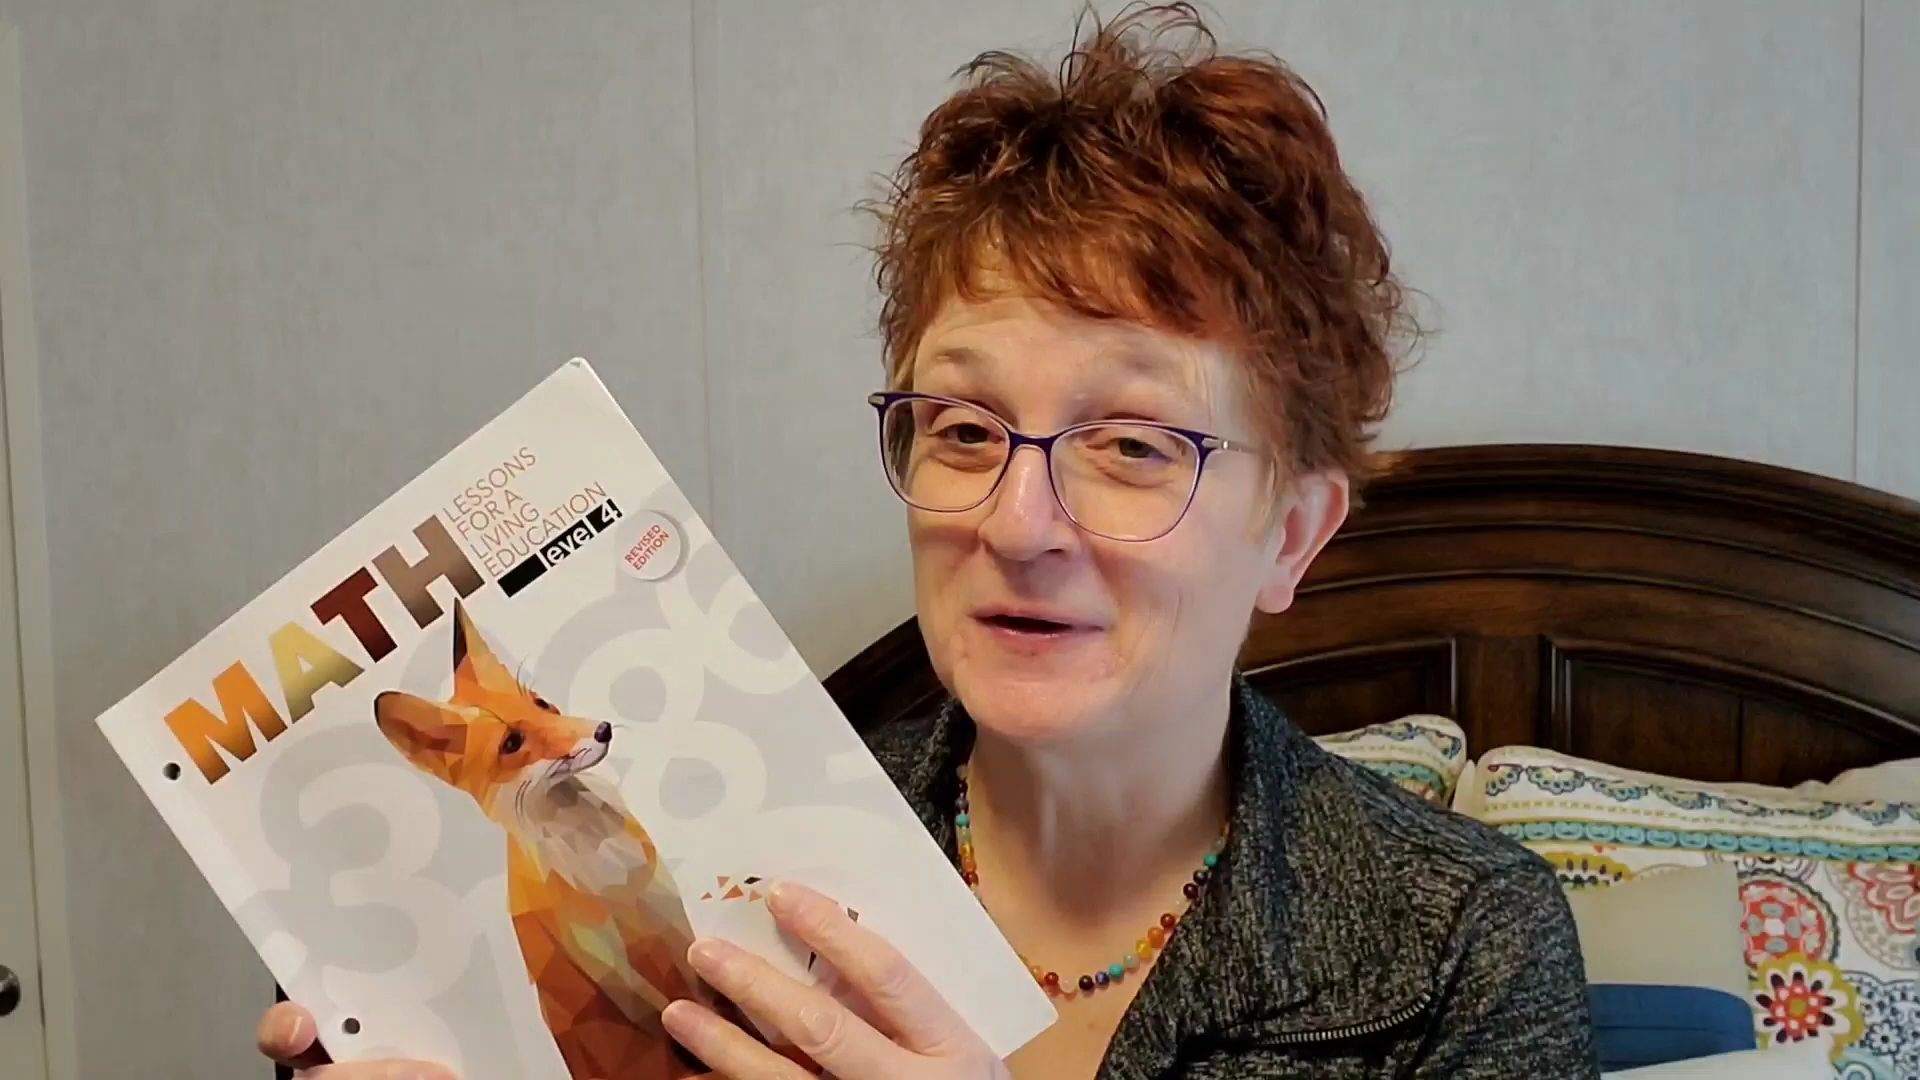 MATH
LESSONS
FOR A
LIVING
EDUCATION
Level 4
REVISED
EDITION